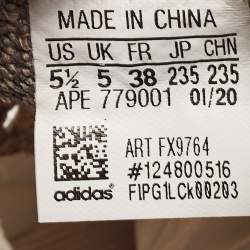 MADE IN CHINA
US UK FR JP CHN
5½ 5 38 235 235
APE 779001 01/20
ART FX9764
#124800516
adidas® F1PG1LCk00203